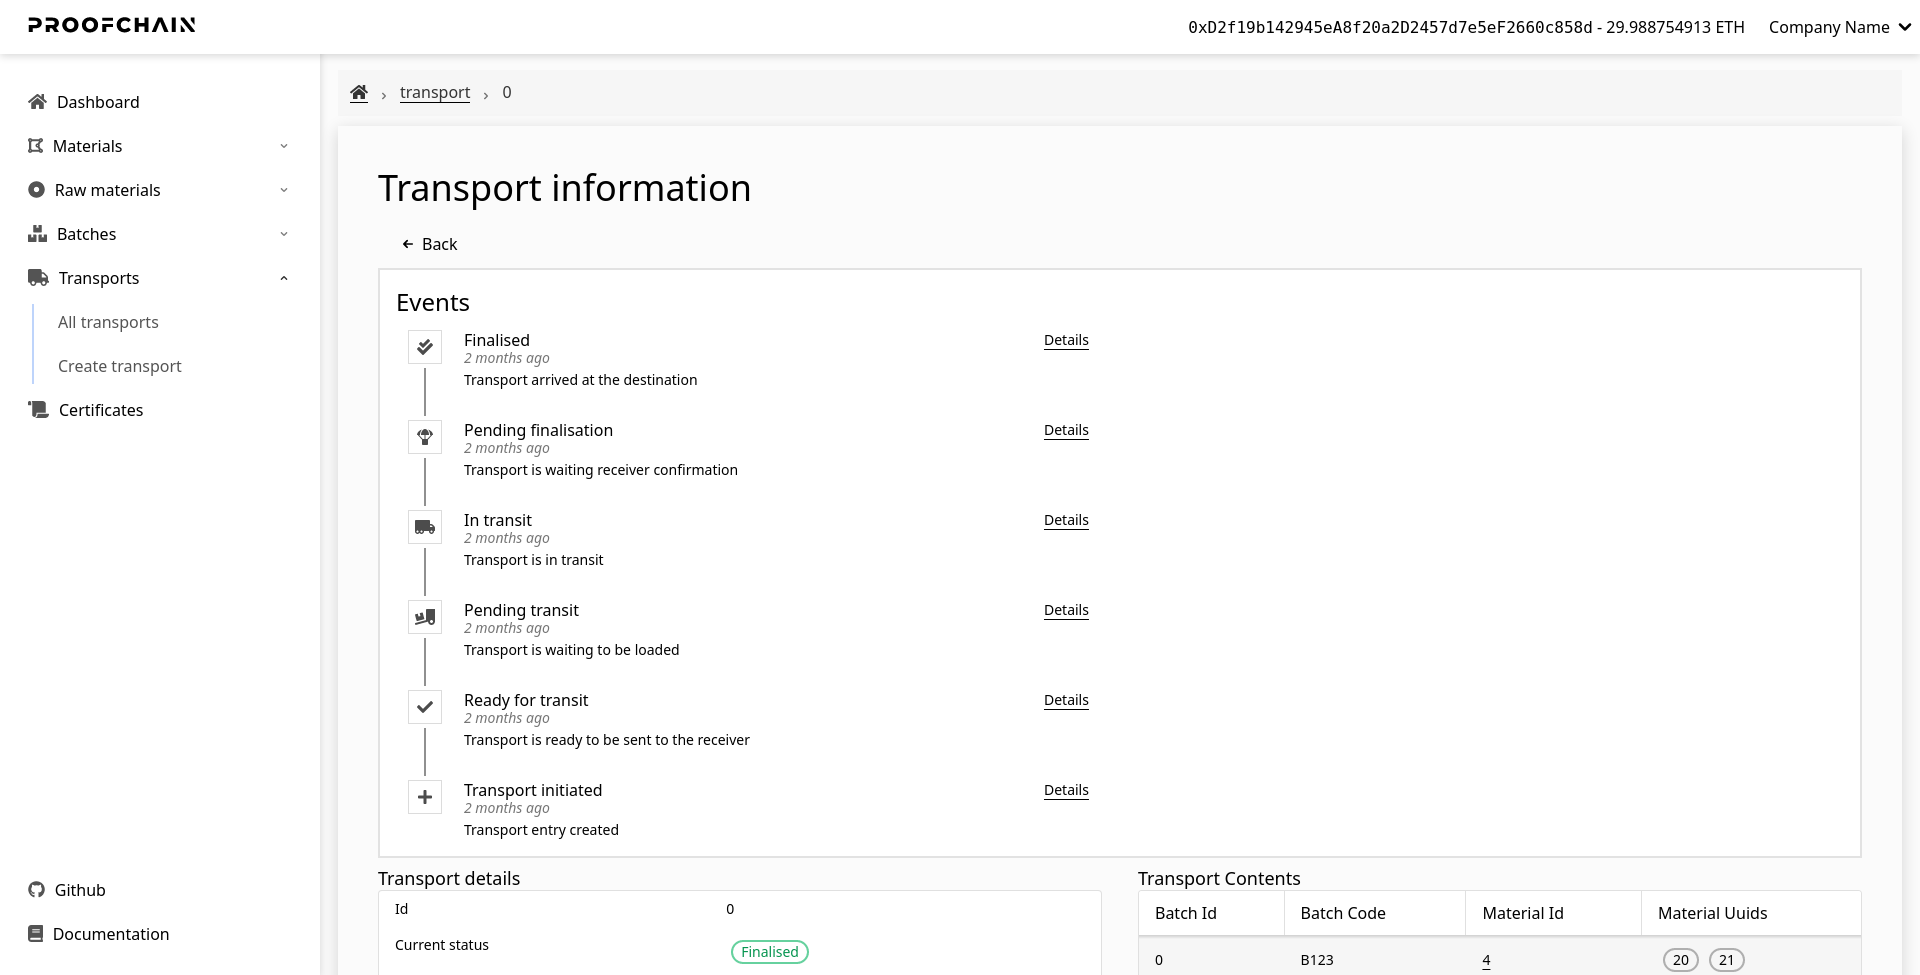 PROOFCHAIN
0xD2f19b142945eA8f20a2D2457d7e5eF2660c858d - 29.988754913 ETH
Company Name
Dashboard
Materials
Raw materials
Batches
Transports
All transports
Create transport
Certificates
Github
Documentation
transport › 0
Transport information
Back
Events
Finalised
Details
2 months ago
Transport arrived at the destination
Pending finalisation
Details
2 months ago
Transport is waiting receiver confirmation
In transit
Details
2 months ago
Transport is in transit
Pending transit
Details
2 months ago
Transport is waiting to be loaded
Ready for transit
Details
2 months ago
Transport is ready to be sent to the receiver
Transport initiated
Details
2 months ago
Transport entry created
Transport details
Id 0
Current status Finalised
Transport Contents
Batch Id Batch Code Material Id Material Uuids
0 B123 4 20 21